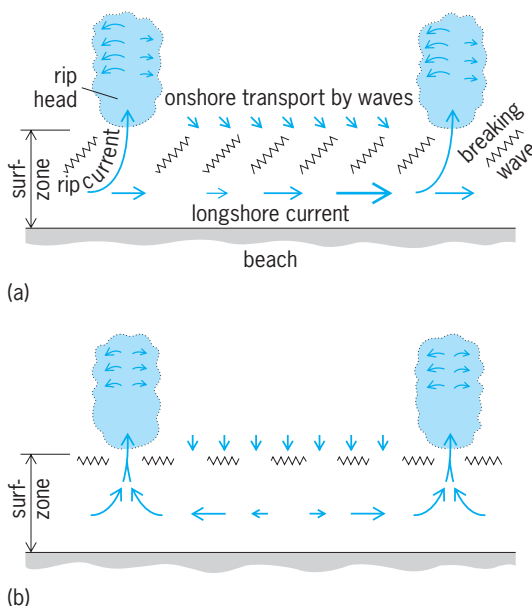 rip
head
onshore transport by waves
surf-
zone
rip current
breaking
wave
longshore current
beach
(a)
surf-
zone
(b)